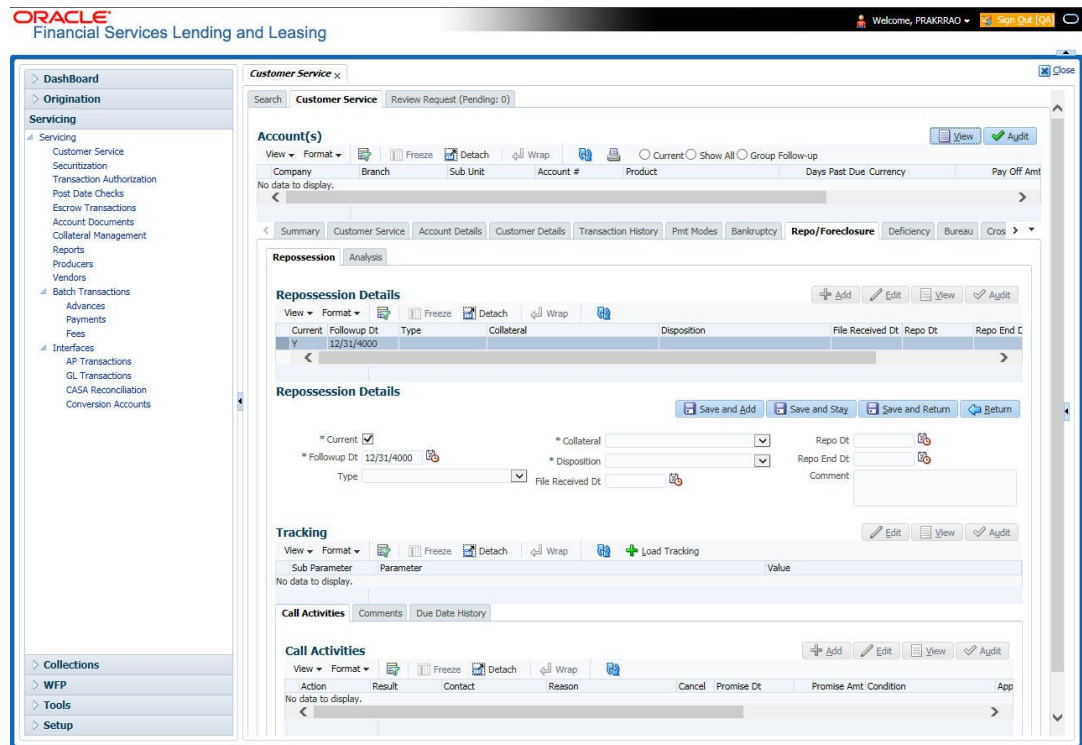 ORACLE®
Financial Services Lending and Leasing
Welcome, PRAKRRAO Sign Out [QA]
Close
DashBoard
Origination
Servicing
Servicing
Customer Service
Securitization
Transaction Authorization
Post Date Checks
Escrow Transactions
Account Documents
Collateral Management
Reports
Producers
Vendors
Batch Transactions
Advances
Payments
Fees
Interfaces
AP Transactions
GL Transactions
CASA Reconciliation
Conversion Accounts
Collections
WFP
Tools
Setup
Customer Service x
Search Customer Service Review Request (Pending: 0)
Account(s) View Audit
View Format Freeze Detach Wrap Current Show All Group Follow-up
Company Branch Sub Unit Account # Product Days Past Due Currency Pay Off Amt
No data to display.
Summary Customer Service Account Details Customer Details Transaction History Pmt Modes Bankruptcy Repo/Foreclosure Deficiency Bureau Cros
Repossession Analysis
Repossession Details Add Edit View Audit
View Format Freeze Detach Wrap
Current Followup Dt Type Collateral Disposition File Received Dt Repo Dt Repo End D
Y 12/31/4000
Repossession Details
Save and Add Save and Stay Save and Return Return
* Current * Collateral Repo Dt
* Followup Dt 12/31/4000 * Disposition Repo End Dt
Type File Received Dt Comment
Tracking Edit View Audit
View Format Freeze Detach Wrap Load Tracking
Sub Parameter Parameter Value
No data to display.
Call Activities Comments Due Date History
Call Activities Add Edit View Audit
View Format Freeze Detach Wrap
Action Result Contact Reason Cancel Promise Dt Promise Amt Condition App
No data to display.